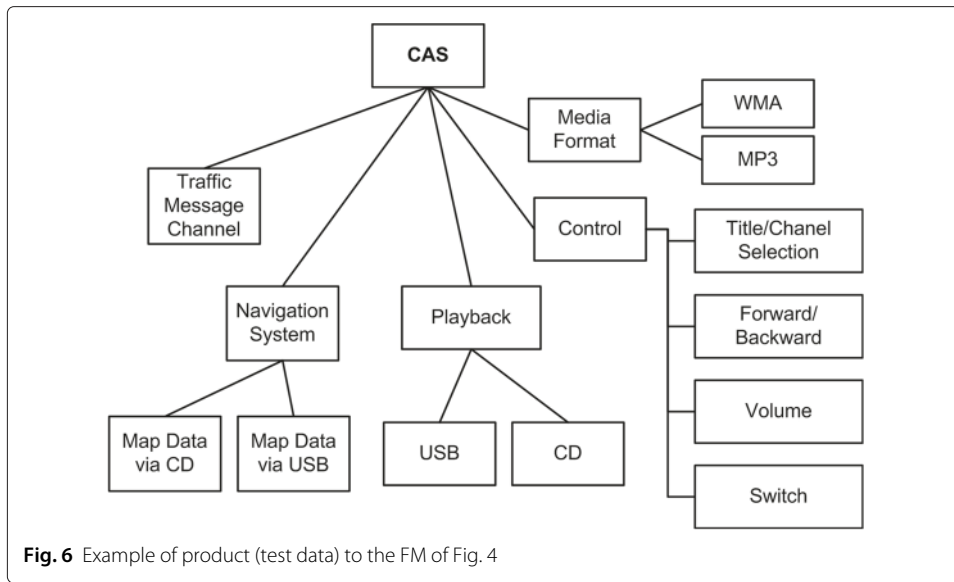 CAS
Media
Format
WMA
MP3
Traffic
Message
Channel
Control
Title/Chanel
Selection
Forward/
Backward
Volume
Switch
Navigation
System
Playback
Map Data
via CD
Map Data
via USB
USB
CD
Fig. 6 Example of product (test data) to the FM of Fig. 4